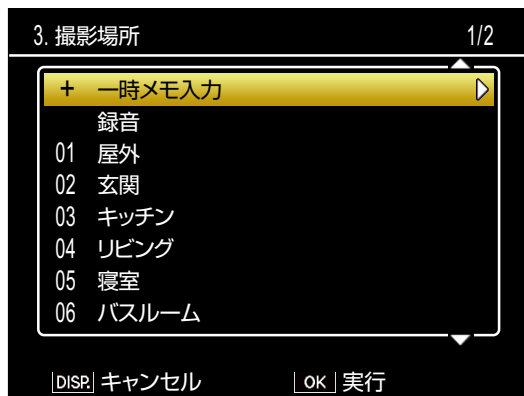 3. 撮影場所 1/2
+ 一時メモ入力
録音
01 屋外
02 玄関
03 キッチン
04 リビング
05 寝室
06 バスルーム
DISP. キャンセル OK 実行